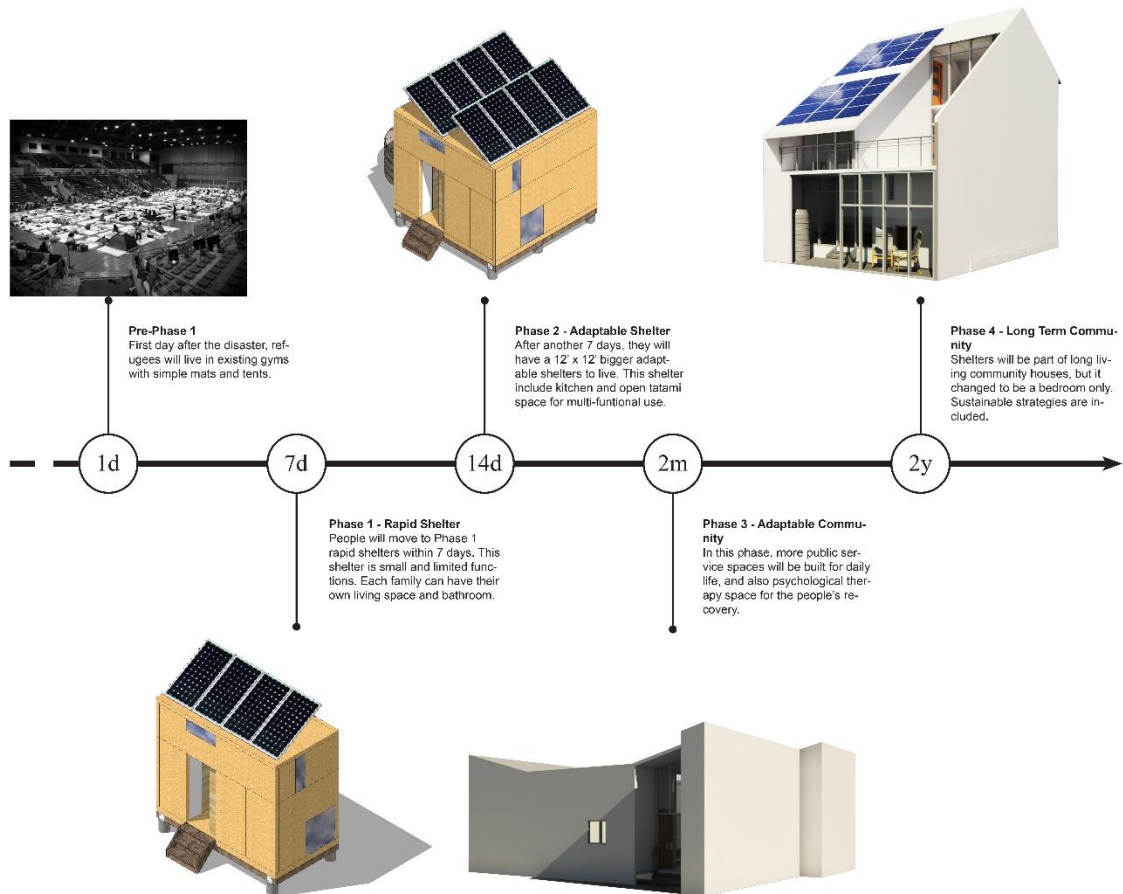 Pre-Phase 1
First day after the disaster, ref-
ugees will live in existing gyms
with simple mats and tents.
Phase 2 - Adaptable Shelter
After another 7 days, they will
have a 12' x 12' bigger adapt-
able shelters to live. This shelter
include kitchen and open tatami
space for multi-funtional use.
Phase 4 - Long Term Commu-
nity
Shelters will be part of long liv-
ing community houses, but it
changed to be a bedroom only.
Sustainable strategies are in-
cluded.
1d
7d
14d
2m
2y
Phase 1 - Rapid Shelter
People will move to Phase 1
rapid shelters within 7 days. This
shelter is small and limited func-
tions. Each family can have their
own living space and bathroom.
Phase 3 - Adaptable Commu-
nity
In this phase, more public ser-
vice spaces will be built for daily
life, and also psychological ther-
apy space for the people's re-
covery.